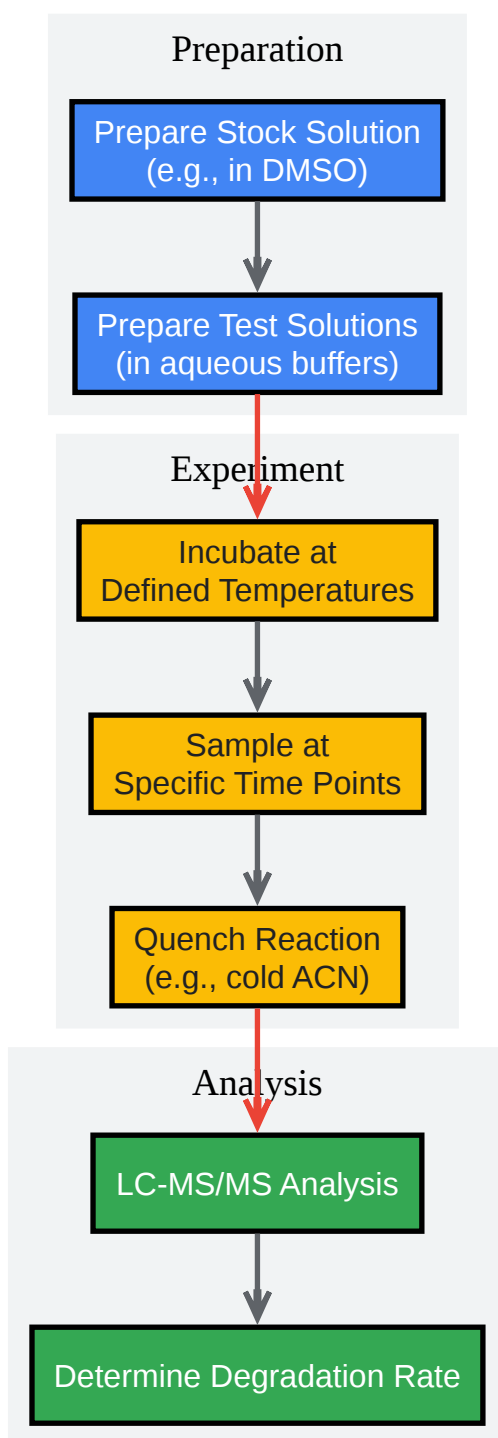 Preparation
Prepare Stock Solution
(e.g., in DMSO)
Prepare Test Solutions
(in aqueous buffers)
Experiment
Incubate at
Defined Temperatures
Sample at
Specific Time Points
Quench Reaction
(e.g., cold ACN)
Analysis
LC-MS/MS Analysis
Determine Degradation Rate